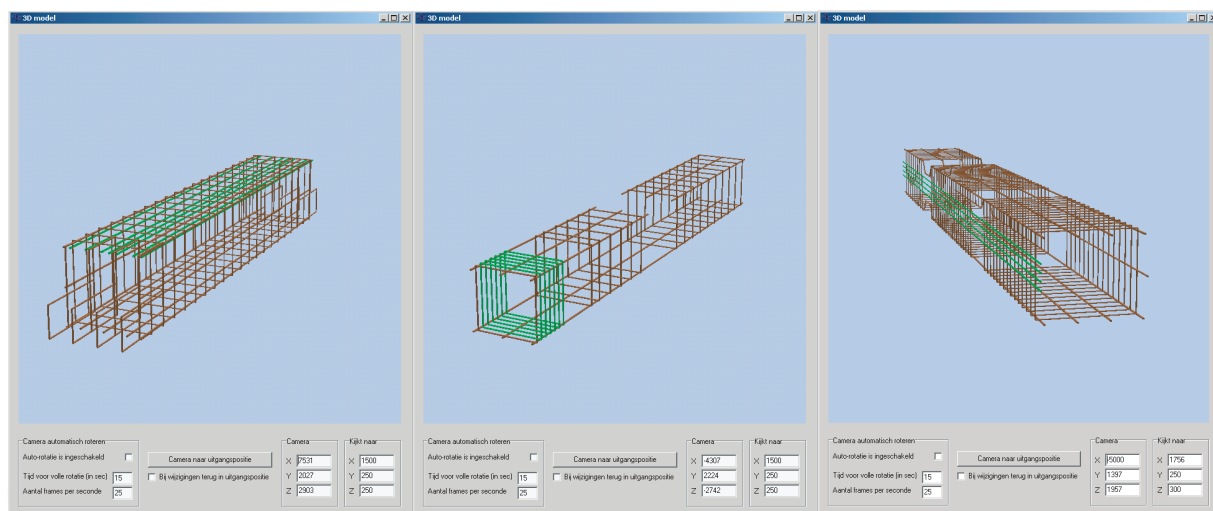 3D model
Camera automatisch roteren
Auto-rotatie is ingeschakeld
Tijd voor volle rotatie (in sec) 15
Aantal frames per seconde 25
Camera naar uitgangspositie
Bij wijzigingen terug in uitgangspositie
Camera
X 7531
Y 2027
Z 2903
Kijkt naar
X 1500
Y 250
Z 250
3D model
Camera automatisch roteren
Auto-rotatie is ingeschakeld
Tijd voor volle rotatie (in sec) 15
Aantal frames per seconde 25
Camera naar uitgangspositie
Bij wijzigingen terug in uitgangspositie
Camera
X -4307
Y 2224
Z -2742
Kijkt naar
X 1500
Y 250
Z 250
3D model
Camera automatisch roteren
Auto-rotatie is ingeschakeld
Tijd voor volle rotatie (in sec) 15
Aantal frames per seconde 25
Camera naar uitgangspositie
Bij wijzigingen terug in uitgangspositie
Camera
X -5000
Y 1397
Z 1957
Kijkt naar
X 1756
Y 250
Z 300